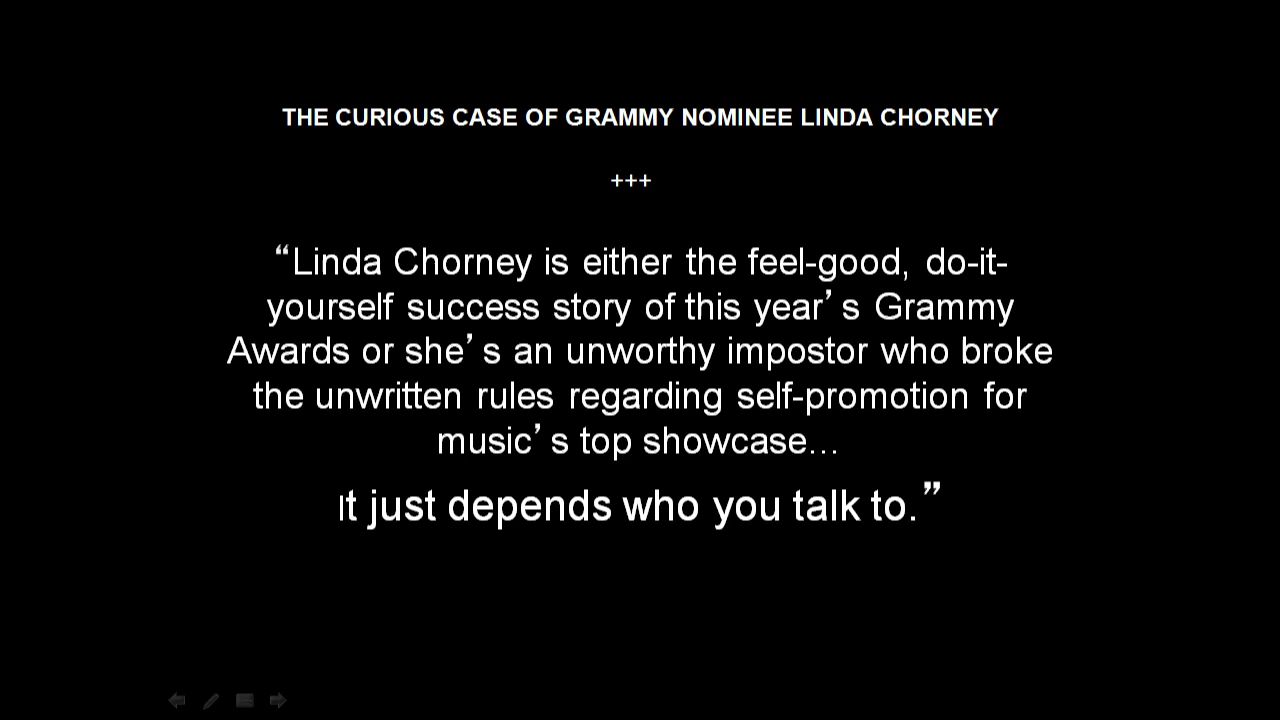 THE CURIOUS CASE OF GRAMMY NOMINEE LINDA CHORNEY
+++
“Linda Chorney is either the feel-good, do-it-
yourself success story of this year’s Grammy
Awards or she’s an unworthy impostor who broke
the unwritten rules regarding self-promotion for
music’s top showcase...
It just depends who you talk to.”